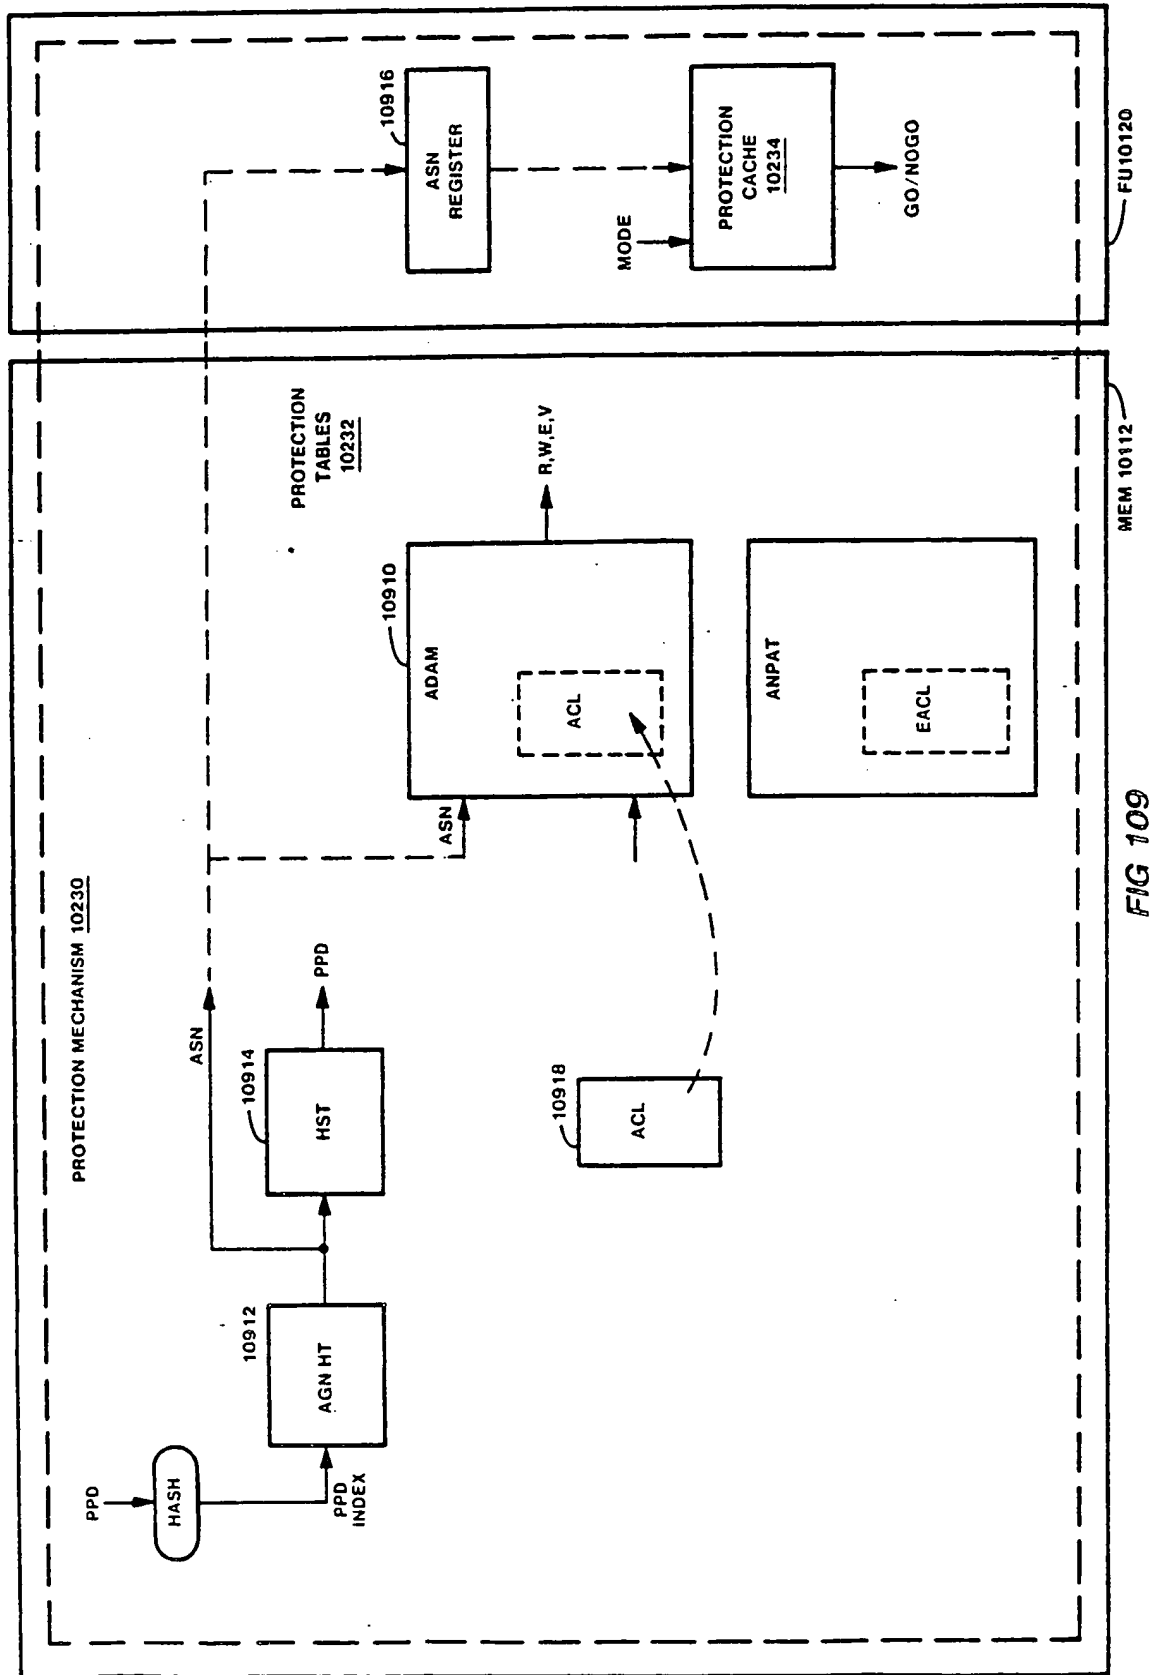 PROTECTION MECHANISM 10230
PPD
HASH
PPD
INDEX
10912
AGN HT
ASN
10914
HST
PPD
10918
ACL
ASN
10910
ADAM
ACL
R,W,E,V
ANPAT
EACL
PROTECTION
TABLES
10232
MEM 10112
10916
ASN
REGISTER
MODE
PROTECTION
CACHE
10234
GO/NOGO
FU10120
FIG 109